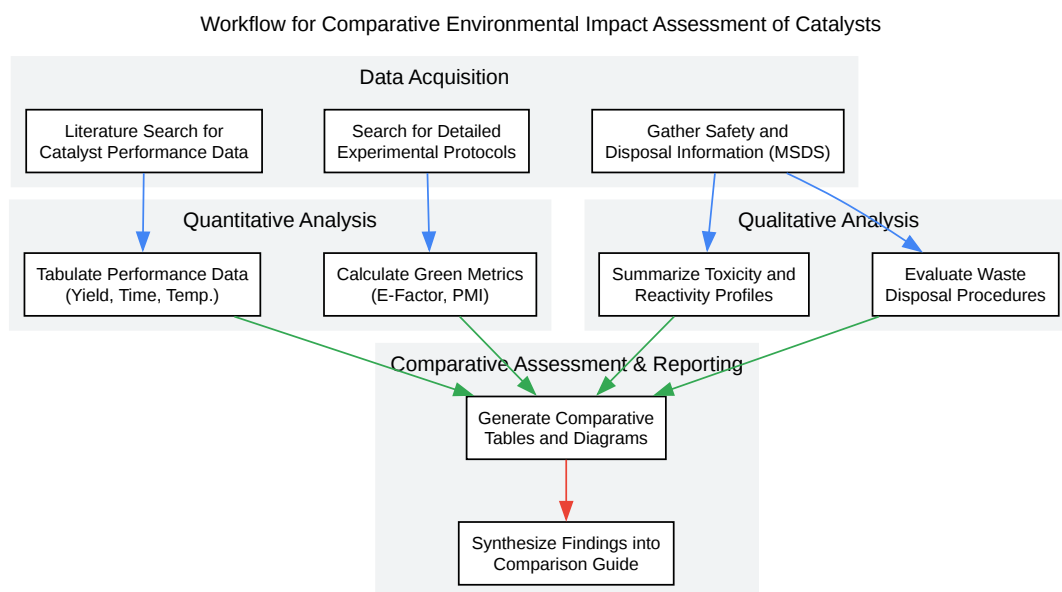 Workflow for Comparative Environmental Impact Assessment of Catalysts
Data Acquisition
Literature Search for
Catalyst Performance Data
Search for Detailed
Experimental Protocols
Gather Safety and
Disposal Information (MSDS)
Quantitative Analysis
Qualitative Analysis
Tabulate Performance Data
(Yield, Time, Temp.)
Calculate Green Metrics
(E-Factor, PMI)
Summarize Toxicity and
Reactivity Profiles
Evaluate Waste
Disposal Procedures
Comparative Assessment & Reporting
Generate Comparative
Tables and Diagrams
Synthesize Findings into
Comparison Guide